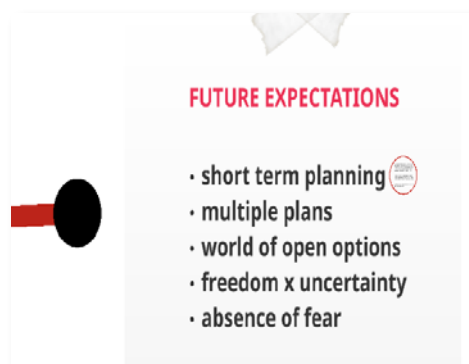 FUTURE EXPECTATIONS
· short term planning
· multiple plans
· world of open options
· freedom x uncertainty
· absence of fear